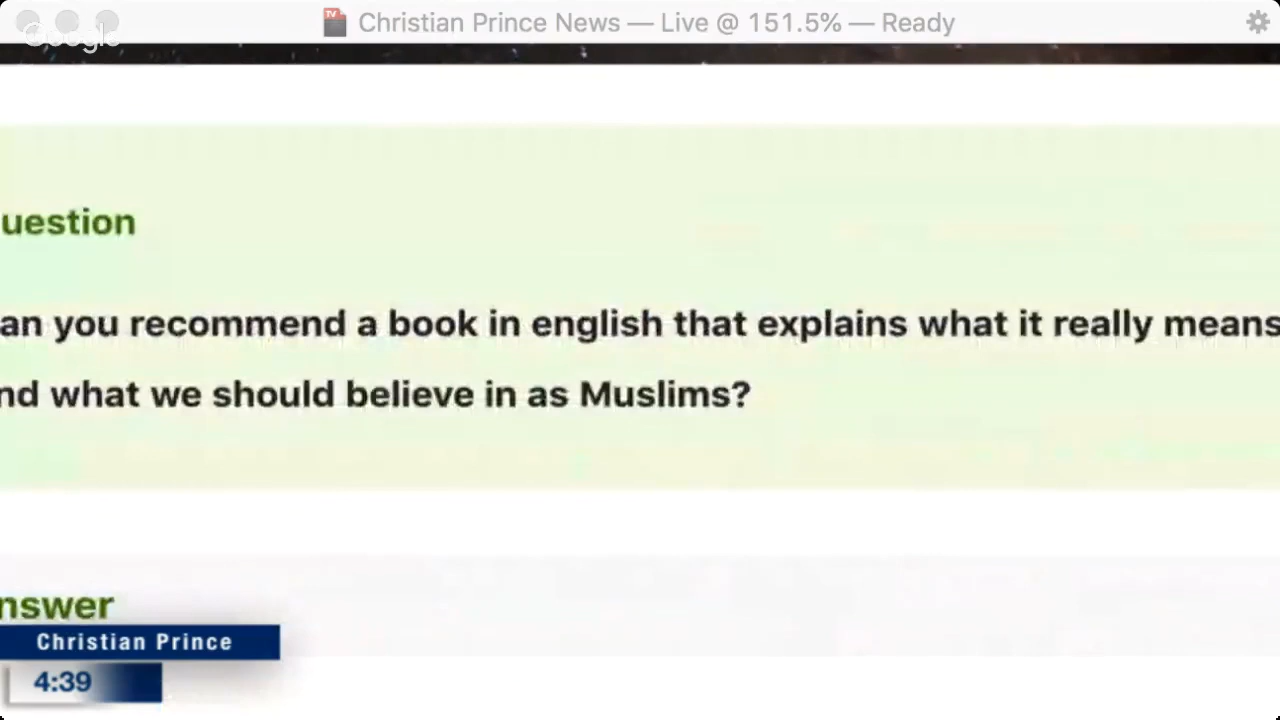 Christian Prince News — Live @ 151.5% — Ready
Google
uestion
an you recommend a book in english that explains what it really means
nd what we should believe in as Muslims?
nswer
Christian Prince
4:39